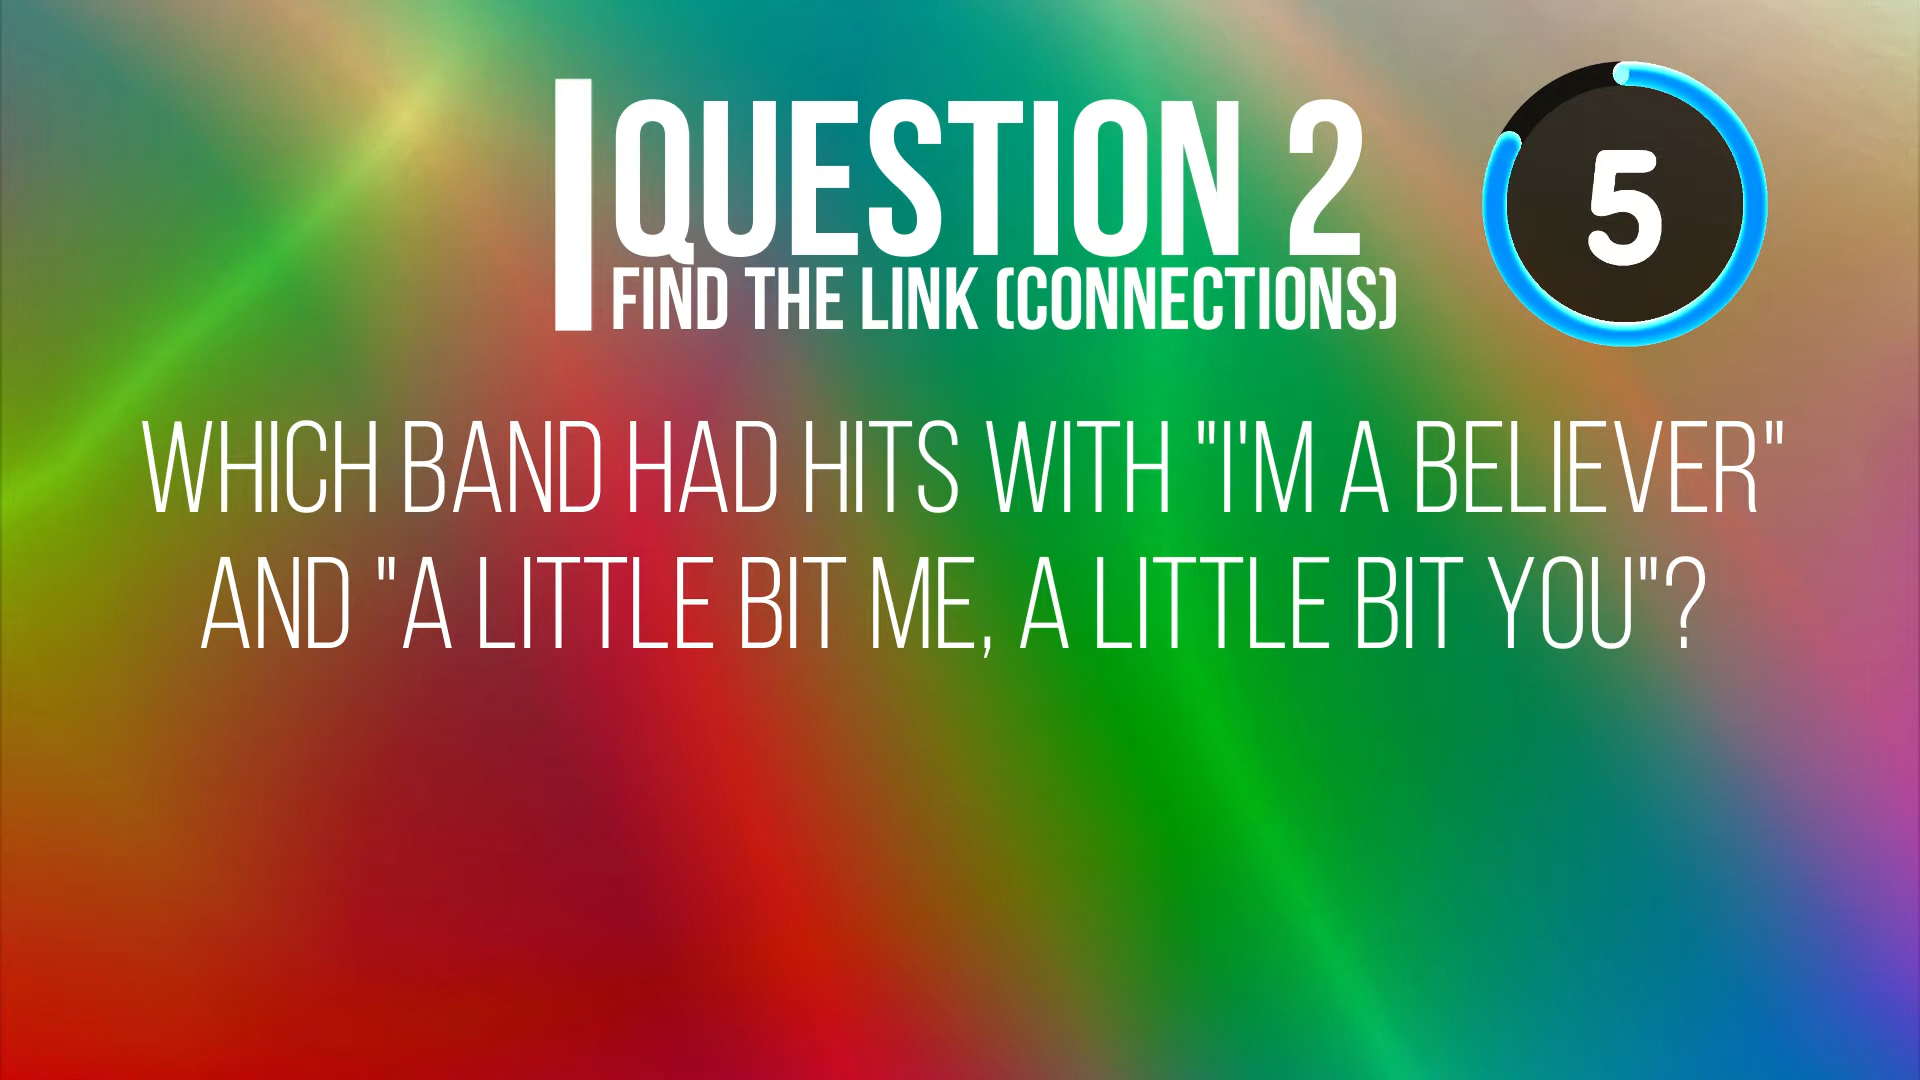 QUESTION 2
FIND THE LINK (CONNECTIONS)
5
WHICH BAND HAD HITS WITH "I'M A BELIEVER"
AND "A LITTLE BIT ME, A LITTLE BIT YOU"?